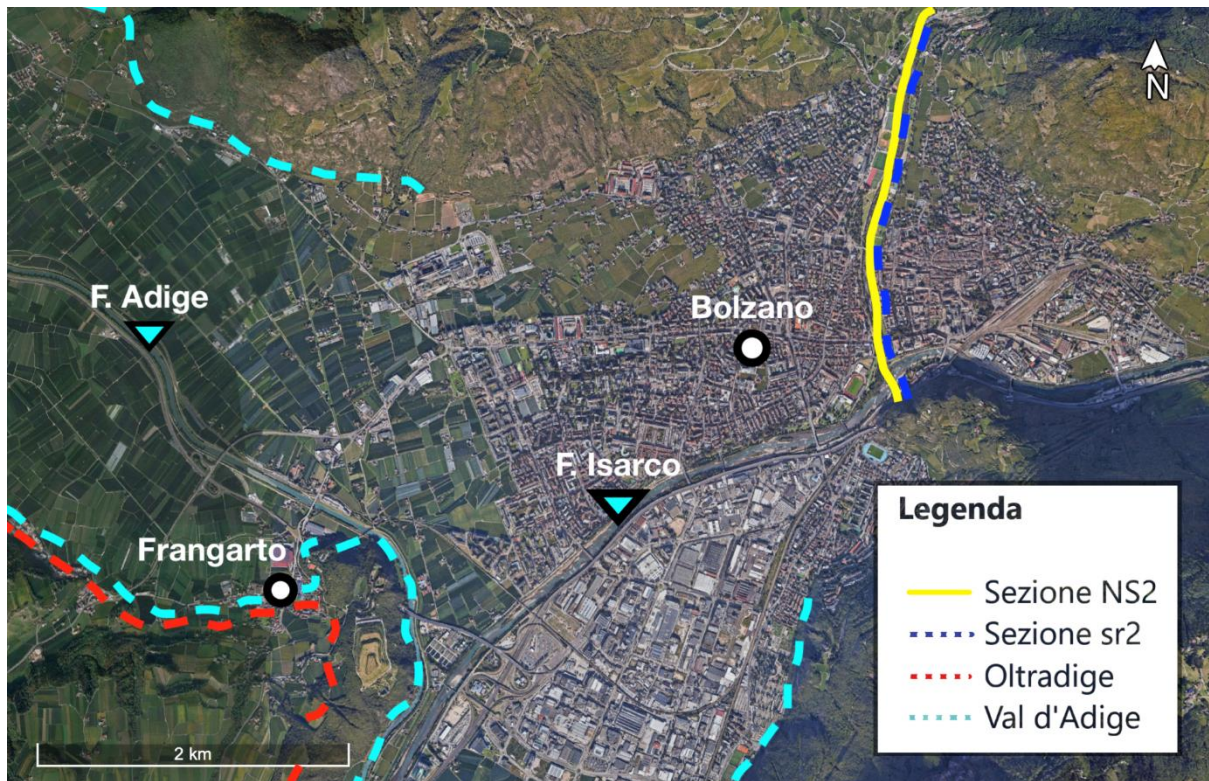 N
F. Adige
Bolzano
F. Isarco
Frangarto
Legenda
Sezione NS2
Sezione sr2
Oltradige
Val d'Adige
2 km